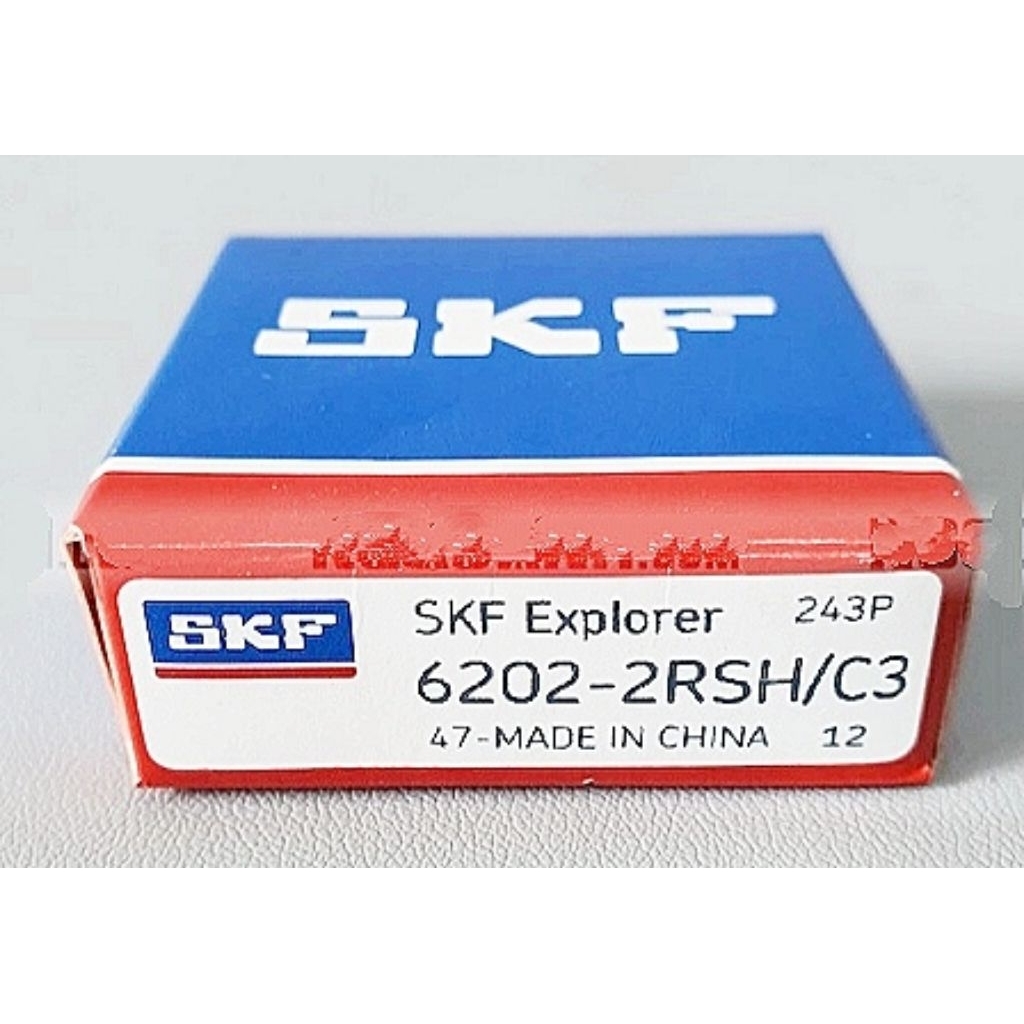 SKF
SKF
SKF Explorer 243P
6202-2RSH/C3
47-MADE IN CHINA 12